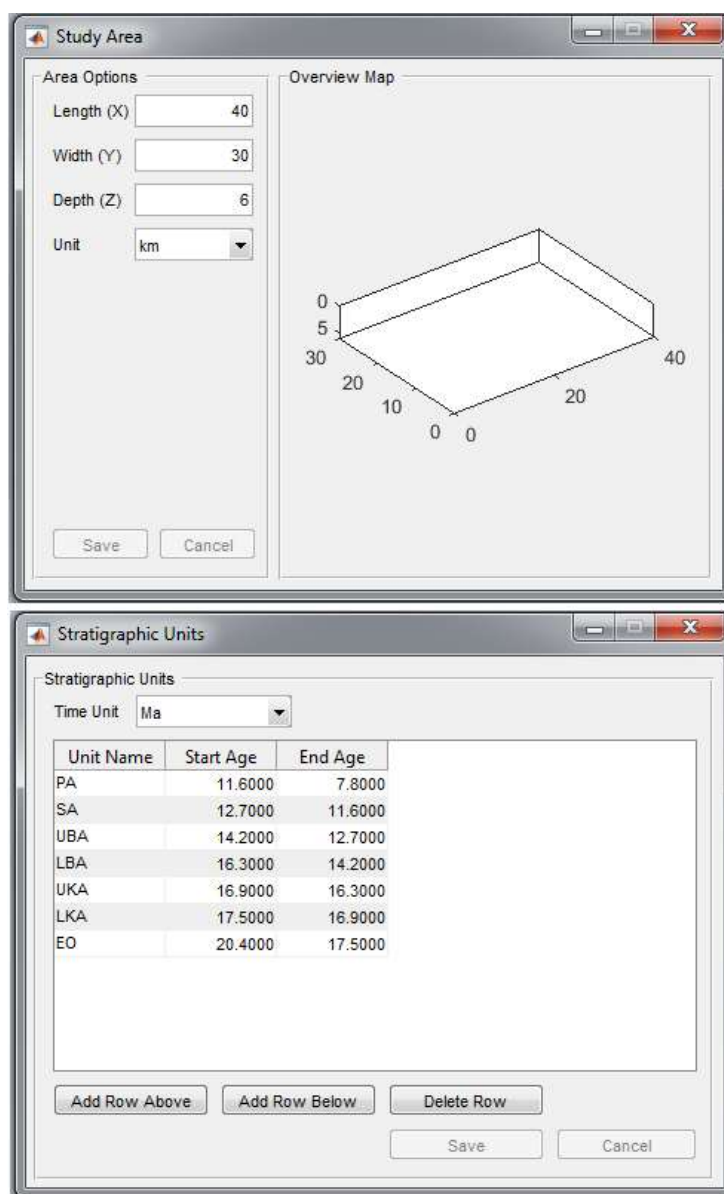 Study Area
Area Options
Length (X) 40
Width (Y) 30
Depth (Z) 6
Unit km
Save Cancel
Overview Map
0
5
30
20
10
0 0
20
40
Stratigraphic Units
Stratigraphic Units
Time Unit Ma
Unit Name Start Age End Age
PA 11.6000 7.8000
SA 12.7000 11.6000
UBA 14.2000 12.7000
LBA 16.3000 14.2000
UKA 16.9000 16.3000
LKA 17.5000 16.9000
EO 20.4000 17.5000
Add Row Above Add Row Below Delete Row
Save Cancel